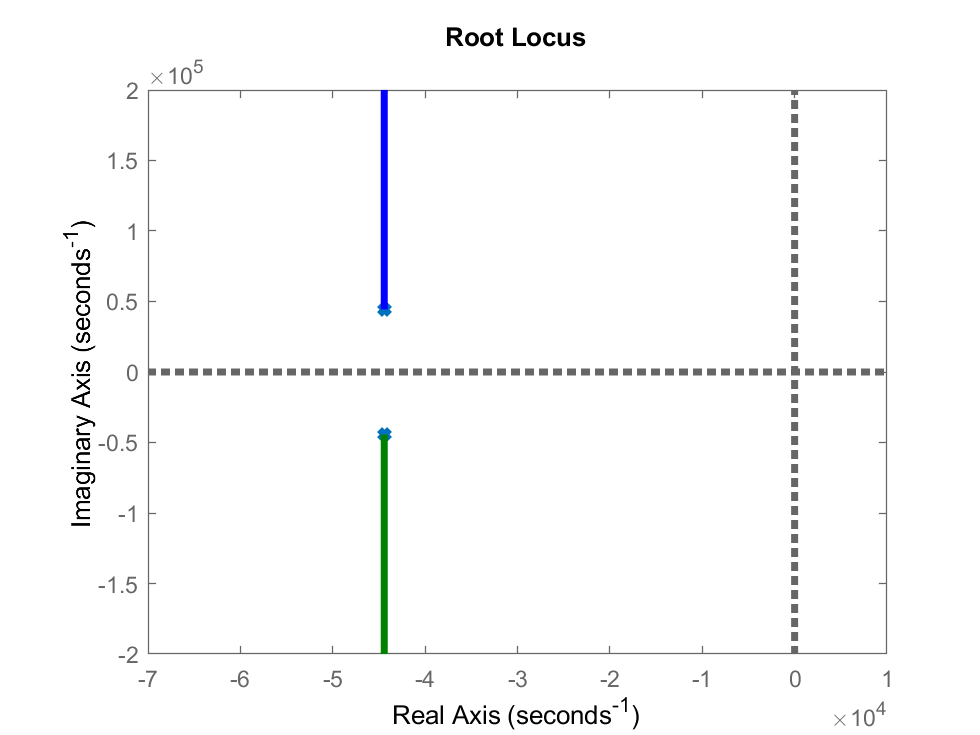 Root Locus
×10^5
2
1.5
1
0.5
0
-0.5
-1
-1.5
-2
Imaginary Axis (seconds^-1)
-7 -6 -5 -4 -3 -2 -1 0 1
Real Axis (seconds^-1)
×10^4